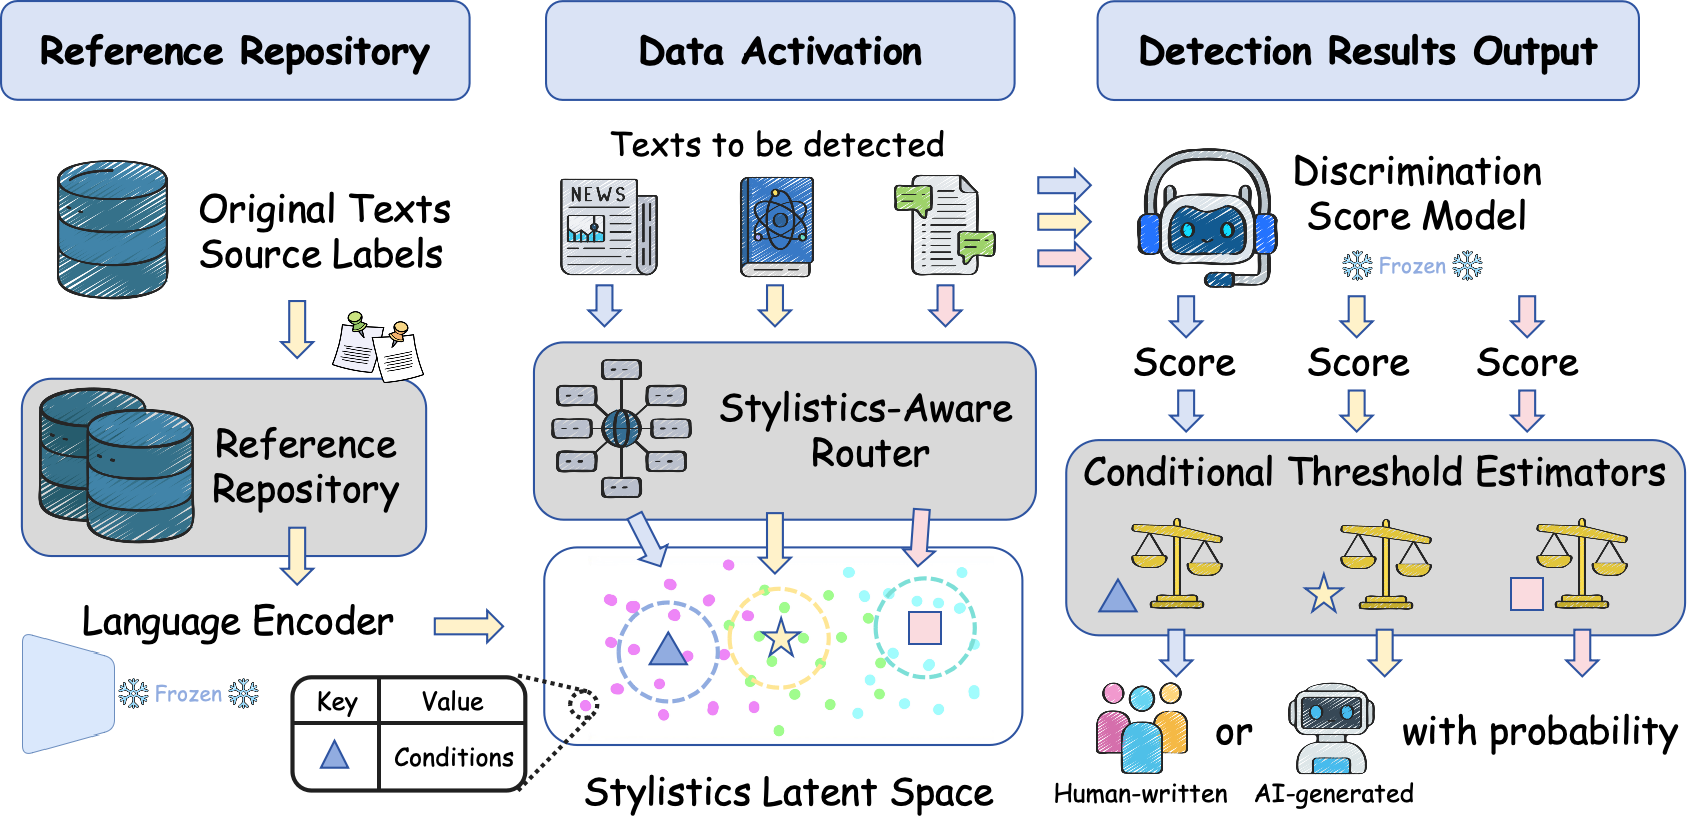 Reference Repository
Original Texts
Source Labels
Reference
Repository
Language Encoder
Frozen
Key
Value
Conditions
Data Activation
Texts to be detected
NEWS
Stylistics-Aware
Router
Stylistics Latent Space
Detection Results Output
Discrimination
Score Model
Frozen
Score
Score
Score
Conditional Threshold Estimators
or
with probability
Human-written
AI-generated